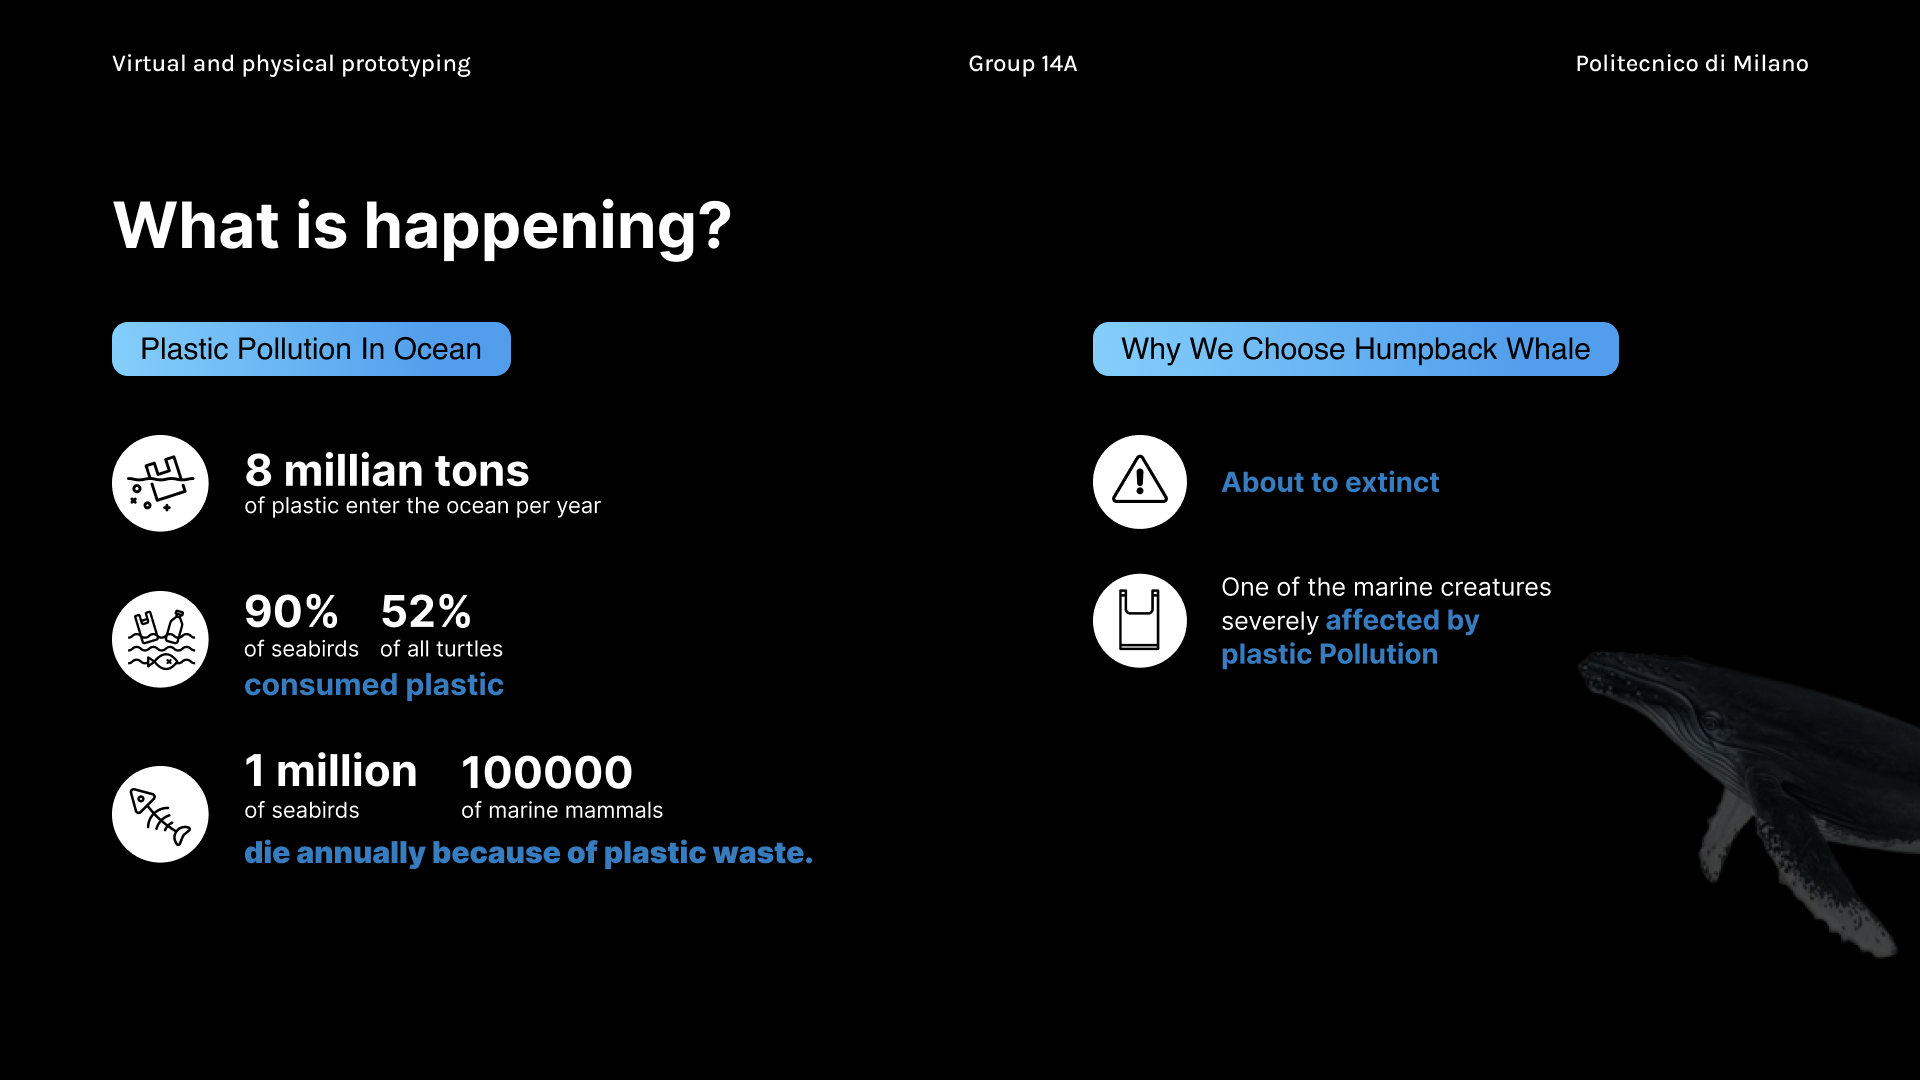 Virtual and physical prototyping
Group 14A
Politecnico di Milano
What is happening?
Plastic Pollution In Ocean
8 millian tons
of plastic enter the ocean per year
90% 52%
of seabirds of all turtles
consumed plastic
1 million 100000
of seabirds of marine mammals
die annually because of plastic waste.
Why We Choose Humpback Whale
About to extinct
One of the marine creatures
severely affected by
plastic Pollution